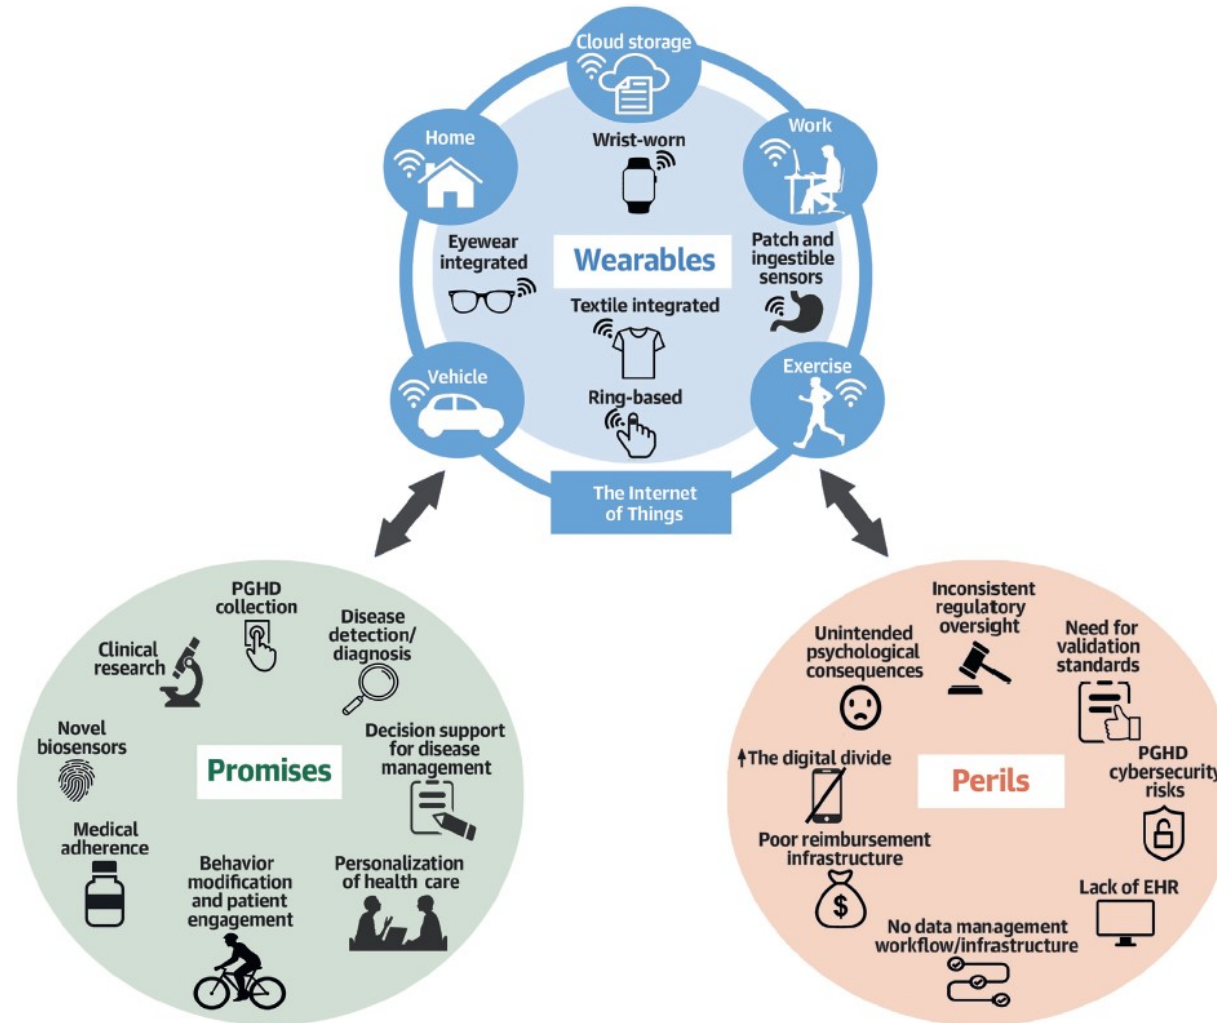 Cloud storage
Home
Work
Wrist-worn
Eyewear
integrated
Wearables
Patch and
ingestible
sensors
Textile integrated
Vehicle
Exercise
Ring-based
The Internet
of Things
PGHD
collection
Disease
detection/
diagnosis
Clinical
research
Novel
biosensors
Decision support
for disease
management
Promises
Medical
adherence
Behavior
modification
and patient
engagement
Personalization
of health care
Inconsistent
regulatory
oversight
Unintended
psychological
consequences
Need for
validation
standards
↑The digital divide
PGHD
cybersecurity
risks
Perils
Poor reimbursement
infrastructure
$
Lack of EHR
No data management
workflow/infrastructure